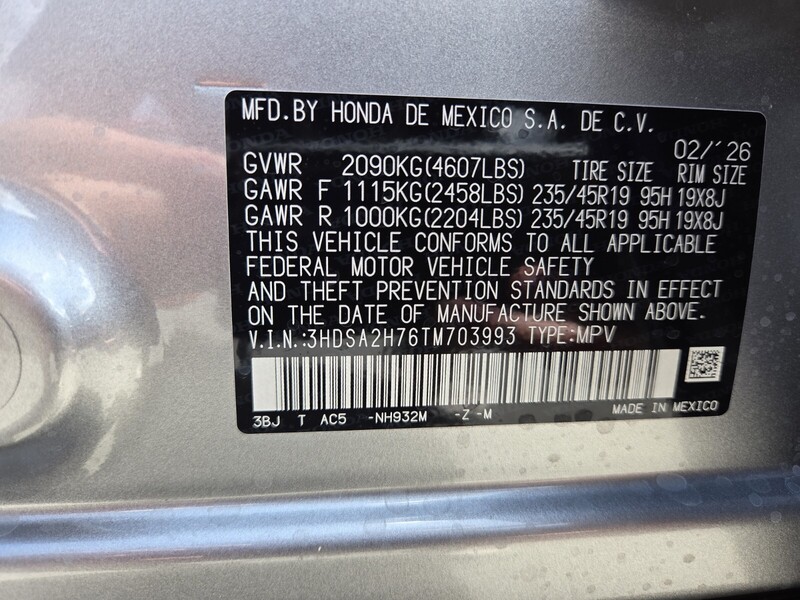 MFD.BY HONDA DE MEXICO S.A. DE C.V.
02/'26
GVWR 2090KG(4607LBS) TIRE SIZE RIM SIZE
GAWR F 1115KG(2458LBS) 235/45R19 95H 19X8J
GAWR R 1000KG(2204LBS) 235/45R19 95H 19X8J
THIS VEHICLE CONFORMS TO ALL APPLICABLE
FEDERAL MOTOR VEHICLE SAFETY
AND THEFT PREVENTION STANDARDS IN EFFECT
ON THE DATE OF MANUFACTURE SHOWN ABOVE.
V.I.N.:3HDSA2H76TM703993 TYPE:MPV
3BJ T AC5 -NH932M -Z -M MADE IN MEXICO